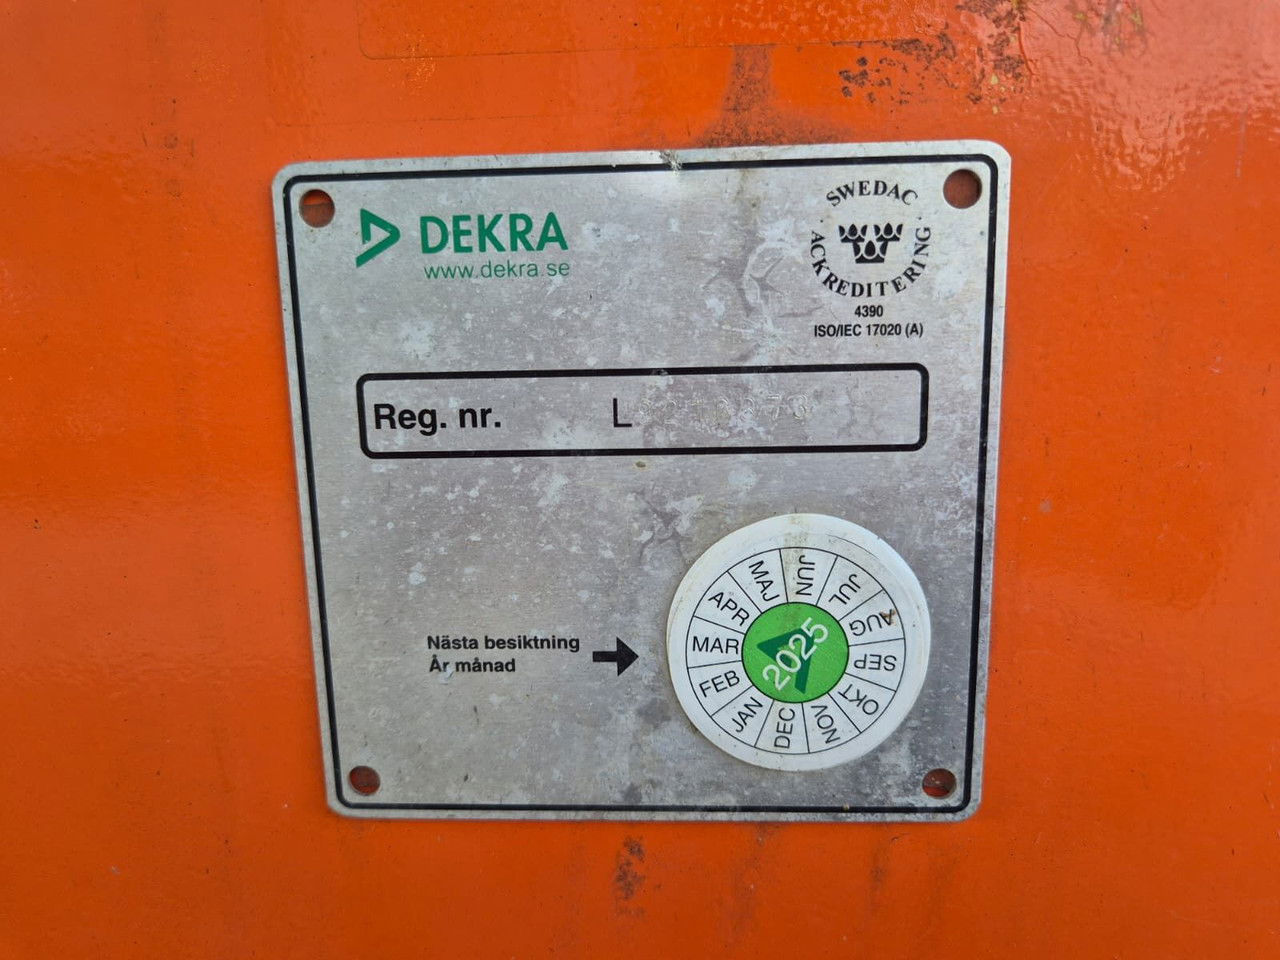 DEKRA
www.dekra.se
SWEDAC
ACKREDITERING
4390
ISO/IEC 17020 (A)
Reg. nr. L
Nästa besiktning
År månad
JAN FEB MAR APR MAJ JUN JUL AUG SEP OKT NOV DEC
2025